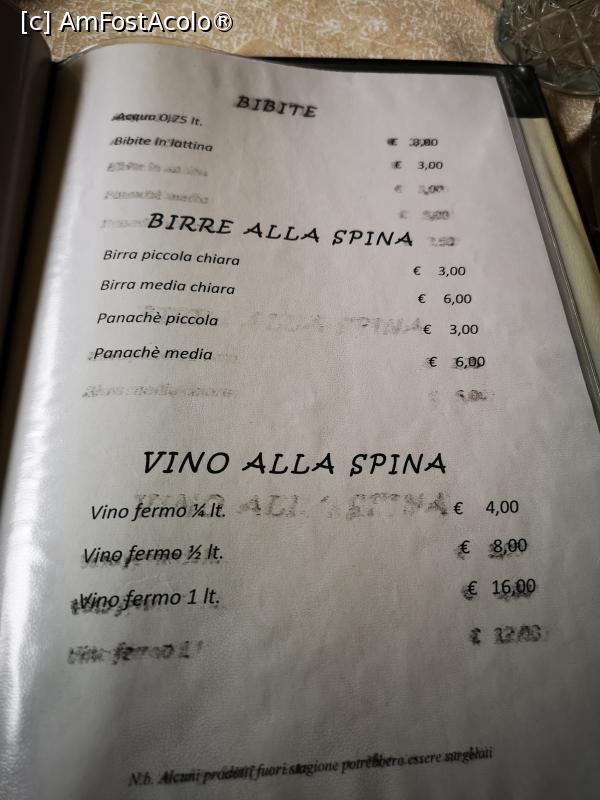 [c] AmFostAcolo®
BIBITE
Acqua 0,75 lt. € 3,00
Bibite in lattina € 3,00
BIRRE ALLA SPINA
Birra piccola chiara € 3,00
Birra media chiara € 6,00
Panachè piccola € 3,00
Panachè media € 6,00
VINO ALLA SPINA
Vino fermo ¼ lt. € 4,00
Vino fermo ½ lt. € 8,00
Vino fermo 1 lt. € 16,00
N.b. Alcuni prodotti fuori stagione potrebbero essere surgelati